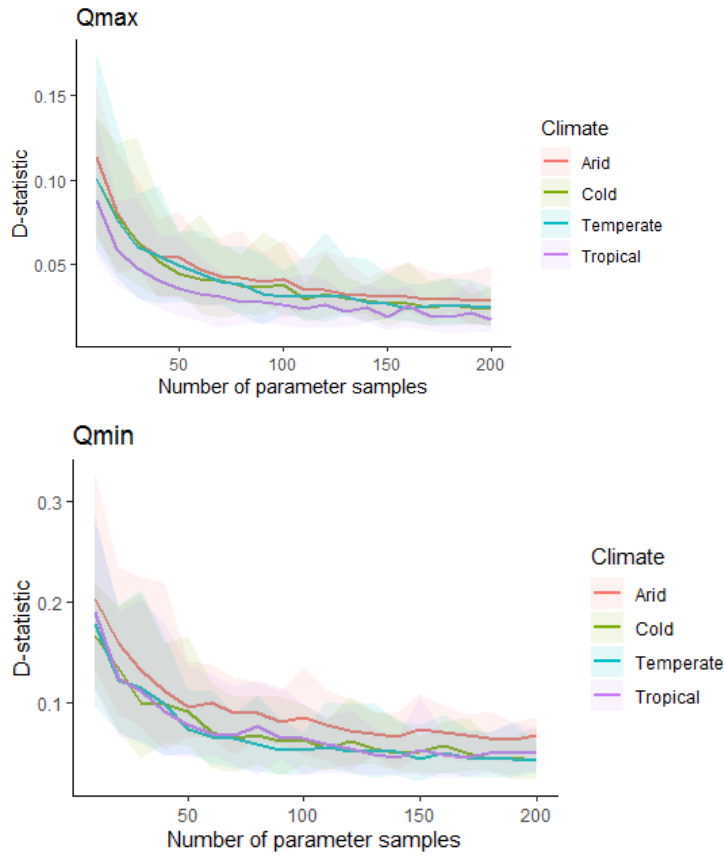 Qmax
D-statistic
0.15
0.10
0.05
50
100
150
200
Number of parameter samples
Climate
Arid
Cold
Temperate
Tropical
Qmin
D-statistic
0.3
0.2
0.1
50
100
150
200
Number of parameter samples
Climate
Arid
Cold
Temperate
Tropical